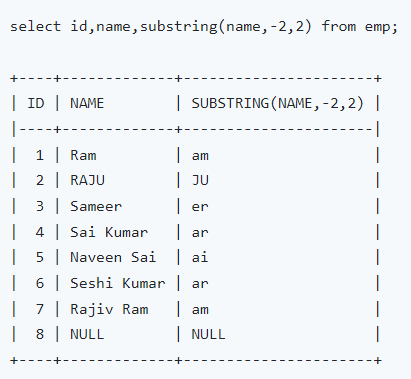 select id,name,substring(name,-2,2) from emp;
+----+-------------+----------------------+
| ID | NAME        | SUBSTRING(NAME,-2,2) |
|----+-------------+----------------------|
|  1 | Ram         | am                   |
|  2 | RAJU        | JU                   |
|  3 | Sameer      | er                   |
|  4 | Sai Kumar   | ar                   |
|  5 | Naveen Sai  | ai                   |
|  6 | Seshi Kumar | ar                   |
|  7 | Rajiv Ram   | am                   |
|  8 | NULL        | NULL                 |
+----+-------------+----------------------+